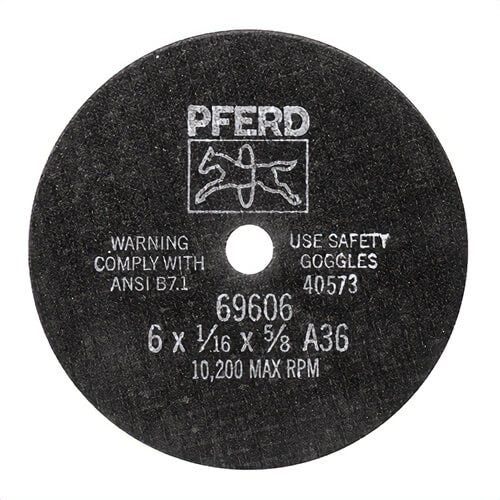 PFERD
WARNING
COMPLY WITH
ANSI B7.1
USE SAFETY
GOGGLES
40573
69606
6 x 1/16 x 5/8 A36
10,200 MAX RPM